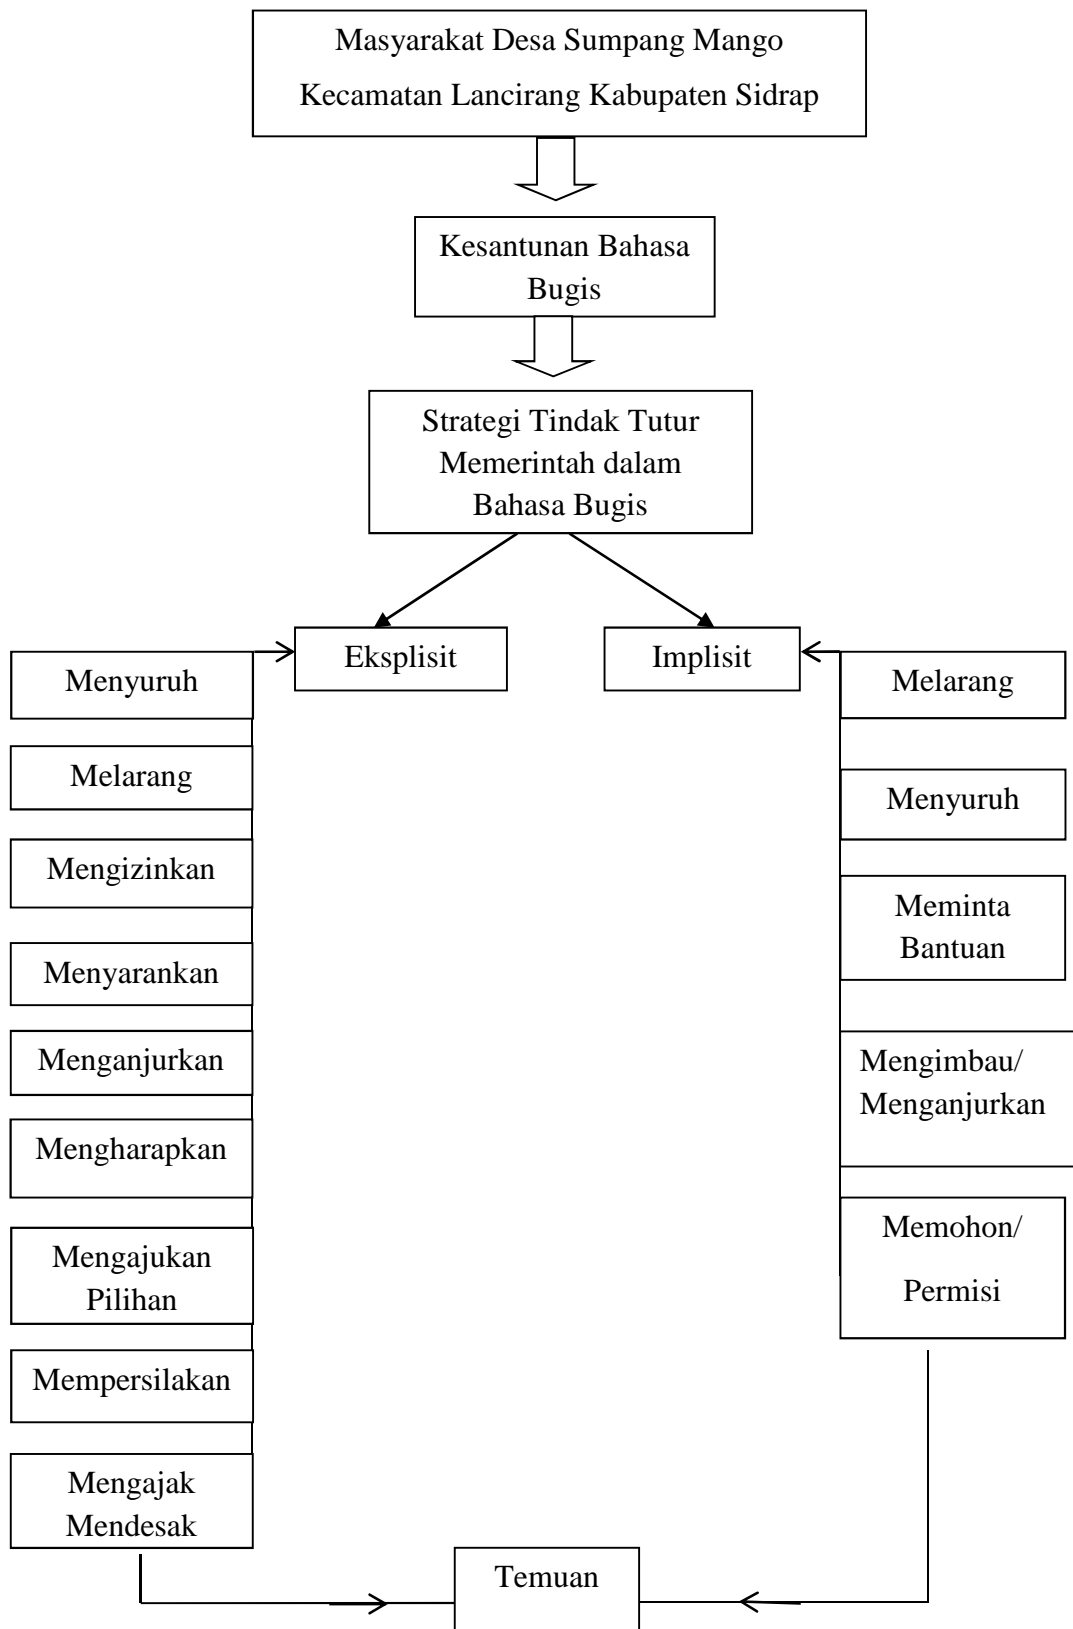 Masyarakat Desa Sumpang Mango
Kecamatan Lancirang Kabupaten Sidrap
Kesantunan Bahasa
Bugis
Strategi Tindak Tutur
Memerintah dalam
Bahasa Bugis
Eksplisit
Implisit
Menyuruh
Melarang
Mengizinkan
Menyarankan
Menganjurkan
Mengharapkan
Mengajukan
Pilihan
Mempersilakan
Mengajak
Mendesak
Melarang
Menyuruh
Meminta
Bantuan
Mengimbau/
Menganjurkan
Memohon/
Permisi
Temuan